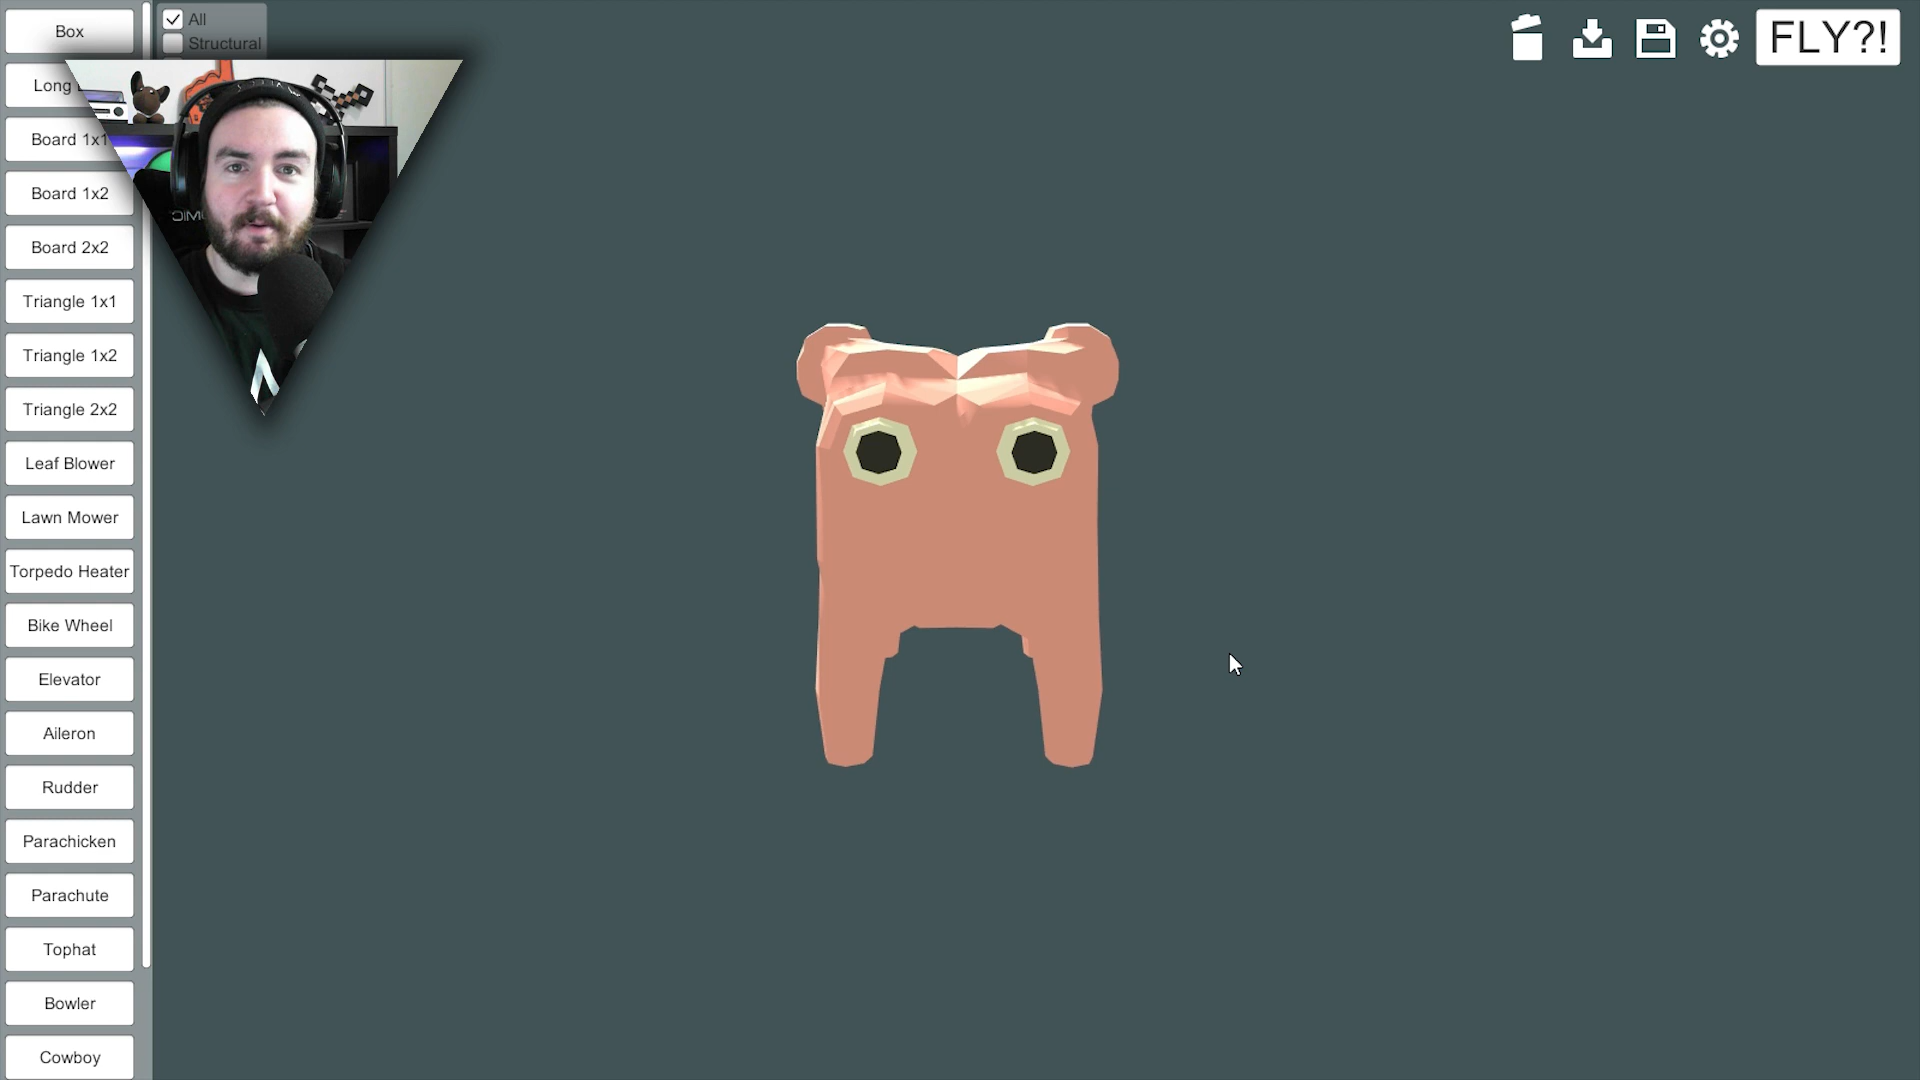 Box
All
Structural
FLY?!
Long
Board 1x1
Board 1x2
Board 2x2
Triangle 1x1
Triangle 1x2
Triangle 2x2
Leaf Blower
Lawn Mower
Torpedo Heater
Bike Wheel
Elevator
Aileron
Rudder
Parachicken
Parachute
Tophat
Bowler
Cowboy